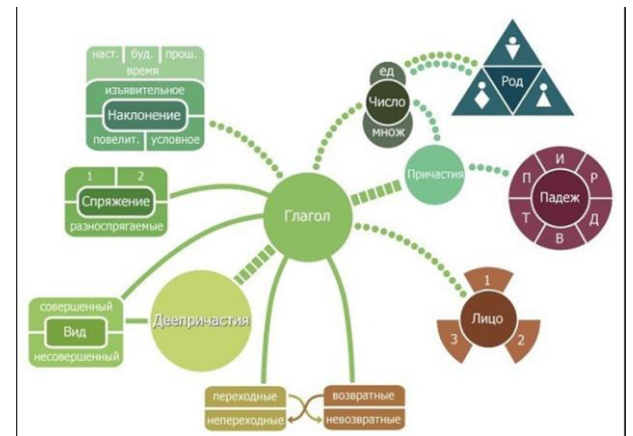 наст. буд. прош.
время
изъявительное
Наклонение
повелит. условное
ед
Число
множ
Род
Причастия
И
П
Р
Падеж
Т
Д
В
1 2
Спряжение
разноспрягаемые
Глагол
1
Лицо
3 2
совершенный
Вид
несовершенный
Деепричастия
переходные возвратные
непереходные невозвратные